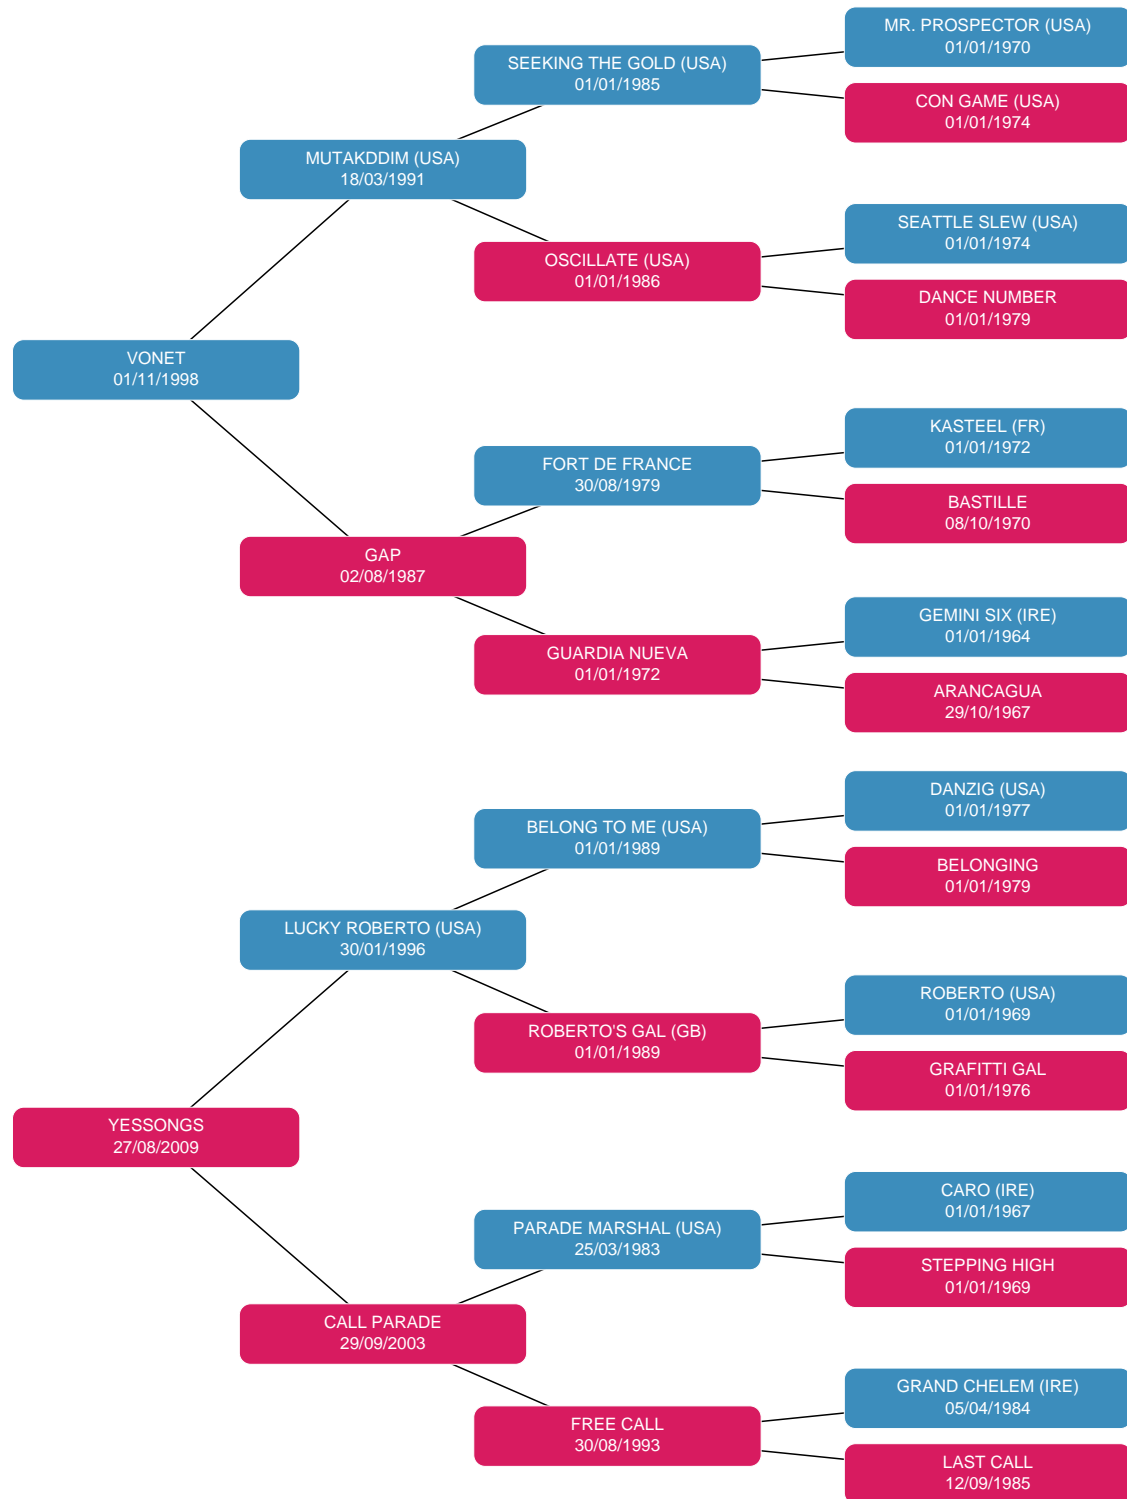 MR. PROSPECTOR (USA)
01/01/1970
SEEKING THE GOLD (USA)
01/01/1985
CON GAME (USA)
01/01/1974
MUTAKDDIM (USA)
18/03/1991
SEATTLE SLEW (USA)
01/01/1974
OSCILLATE (USA)
01/01/1986
DANCE NUMBER
01/01/1979
VONET
01/11/1998
KASTEEL (FR)
01/01/1972
FORT DE FRANCE
30/08/1979
BASTILLE
08/10/1970
GAP
02/08/1987
GEMINI SIX (IRE)
01/01/1964
GUARDIA NUEVA
01/01/1972
ARANCAGUA
29/10/1967
DANZIG (USA)
01/01/1977
BELONG TO ME (USA)
01/01/1989
BELONGING
01/01/1979
LUCKY ROBERTO (USA)
30/01/1996
ROBERTO (USA)
01/01/1969
ROBERTO'S GAL (GB)
01/01/1989
GRAFITTI GAL
01/01/1976
YESSONGS
27/08/2009
CARO (IRE)
01/01/1967
PARADE MARSHAL (USA)
25/03/1983
STEPPING HIGH
01/01/1969
CALL PARADE
29/09/2003
GRAND CHELEM (IRE)
05/04/1984
FREE CALL
30/08/1993
LAST CALL
12/09/1985